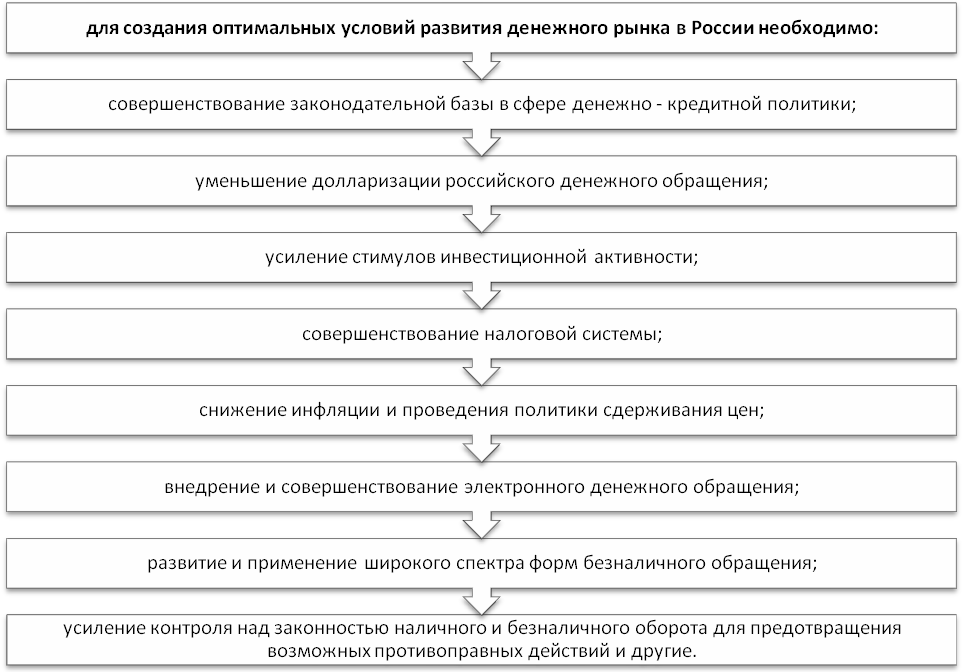 для создания оптимальных условий развития денежного рынка в России необходимо:
совершенствование законодательной базы в сфере денежно - кредитной политики;
уменьшение долларизации российского денежного обращения;
усиление стимулов инвестиционной активности;
совершенствование налоговой системы;
снижение инфляции и проведения политики сдерживания цен;
внедрение и совершенствование электронного денежного обращения;
развитие и применение широкого спектра форм безналичного обращения;
усиление контроля над законностью наличного и безналичного оборота для предотвращения
возможных противоправных действий и другие.